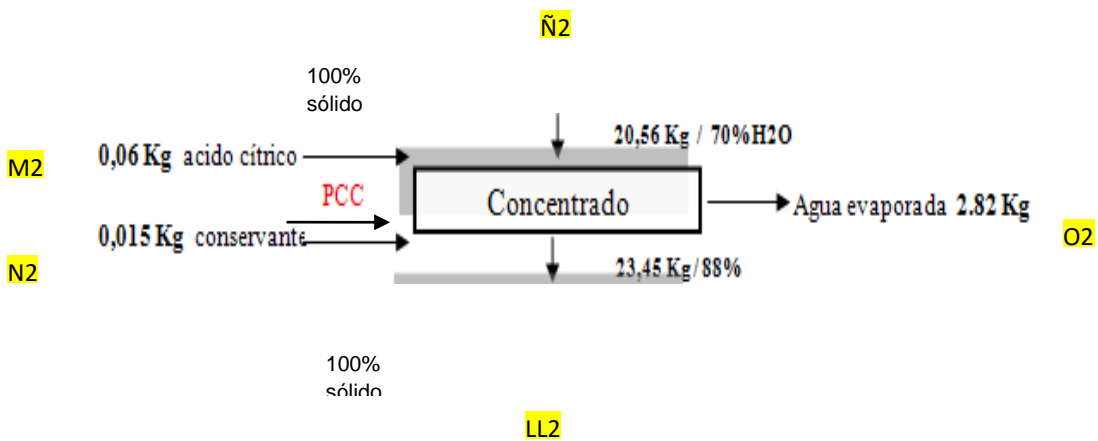 Ñ2
100%
sólido
20,56 Kg / 70%H2O
M2
0,06 Kg acido cítrico
PCC
Concentrado
Agua evaporada 2.82 Kg
0,015 Kg conservante
O2
N2
23,45 Kg/88%
100%
sólido
LL2